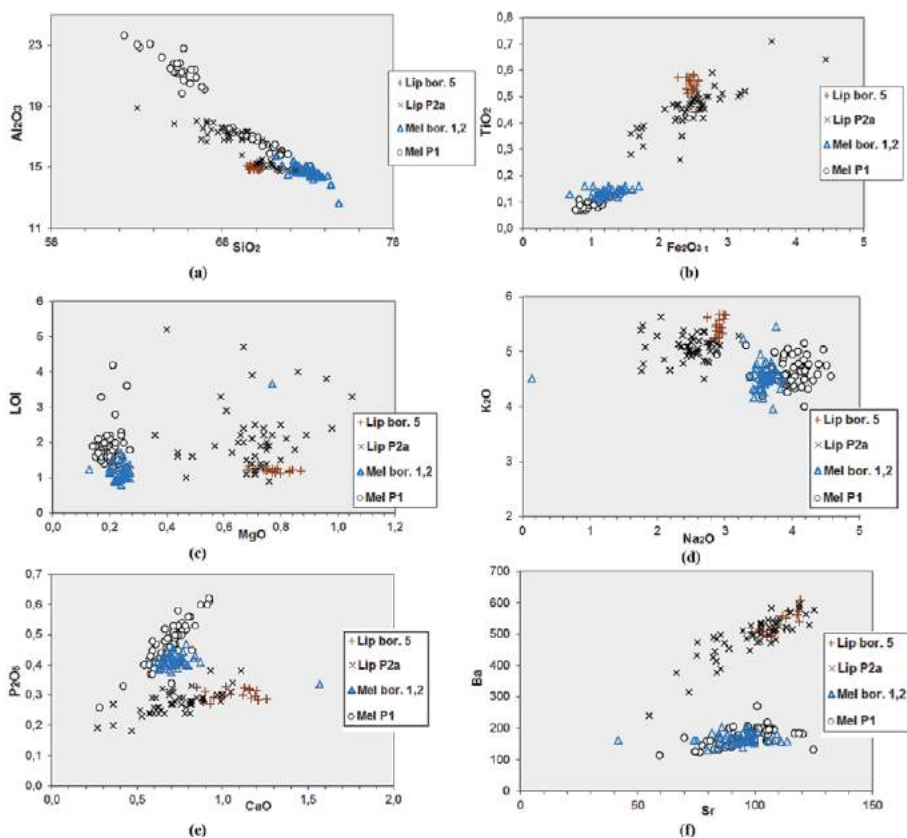 Al₂O₃
23
19
15
11
58 68 78
SiO₂
Lip bor. 5
Lip P2a
Mel bor. 1,2
Mel P1
(a)
TiO₂
0,8
0,7
0,6
0,5
0,4
0,3
0,2
0,1
0,0
0 1 2 3 4 5
Fe₂O₃ t
Lip bor. 5
Lip P2a
Mel bor. 1,2
Mel P1
(b)
LOI
6
5
4
3
2
1
0
0,0 0,2 0,4 0,6 0,8 1,0 1,2
MgO
Lip bor. 5
Lip P2a
Mel bor. 1,2
Mel P1
(c)
K₂O
6
5
4
3
2
0 1 2 3 4 5
Na₂O
Lip bor. 5
Lip P2a
Mel bor. 1,2
Mel P1
(d)
P₂O₅
0,7
0,6
0,5
0,4
0,3
0,2
0,1
0,0
0,0 0,5 1,0 1,5 2,0
CaO
Lip bor. 5
Lip P2a
Mel bor. 1,2
Mel P1
(e)
Ba
700
600
500
400
300
200
100
0
0 50 100 150
Sr
Lip bor. 5
Lip P2a
Mel bor. 1,2
Mel P1
(f)